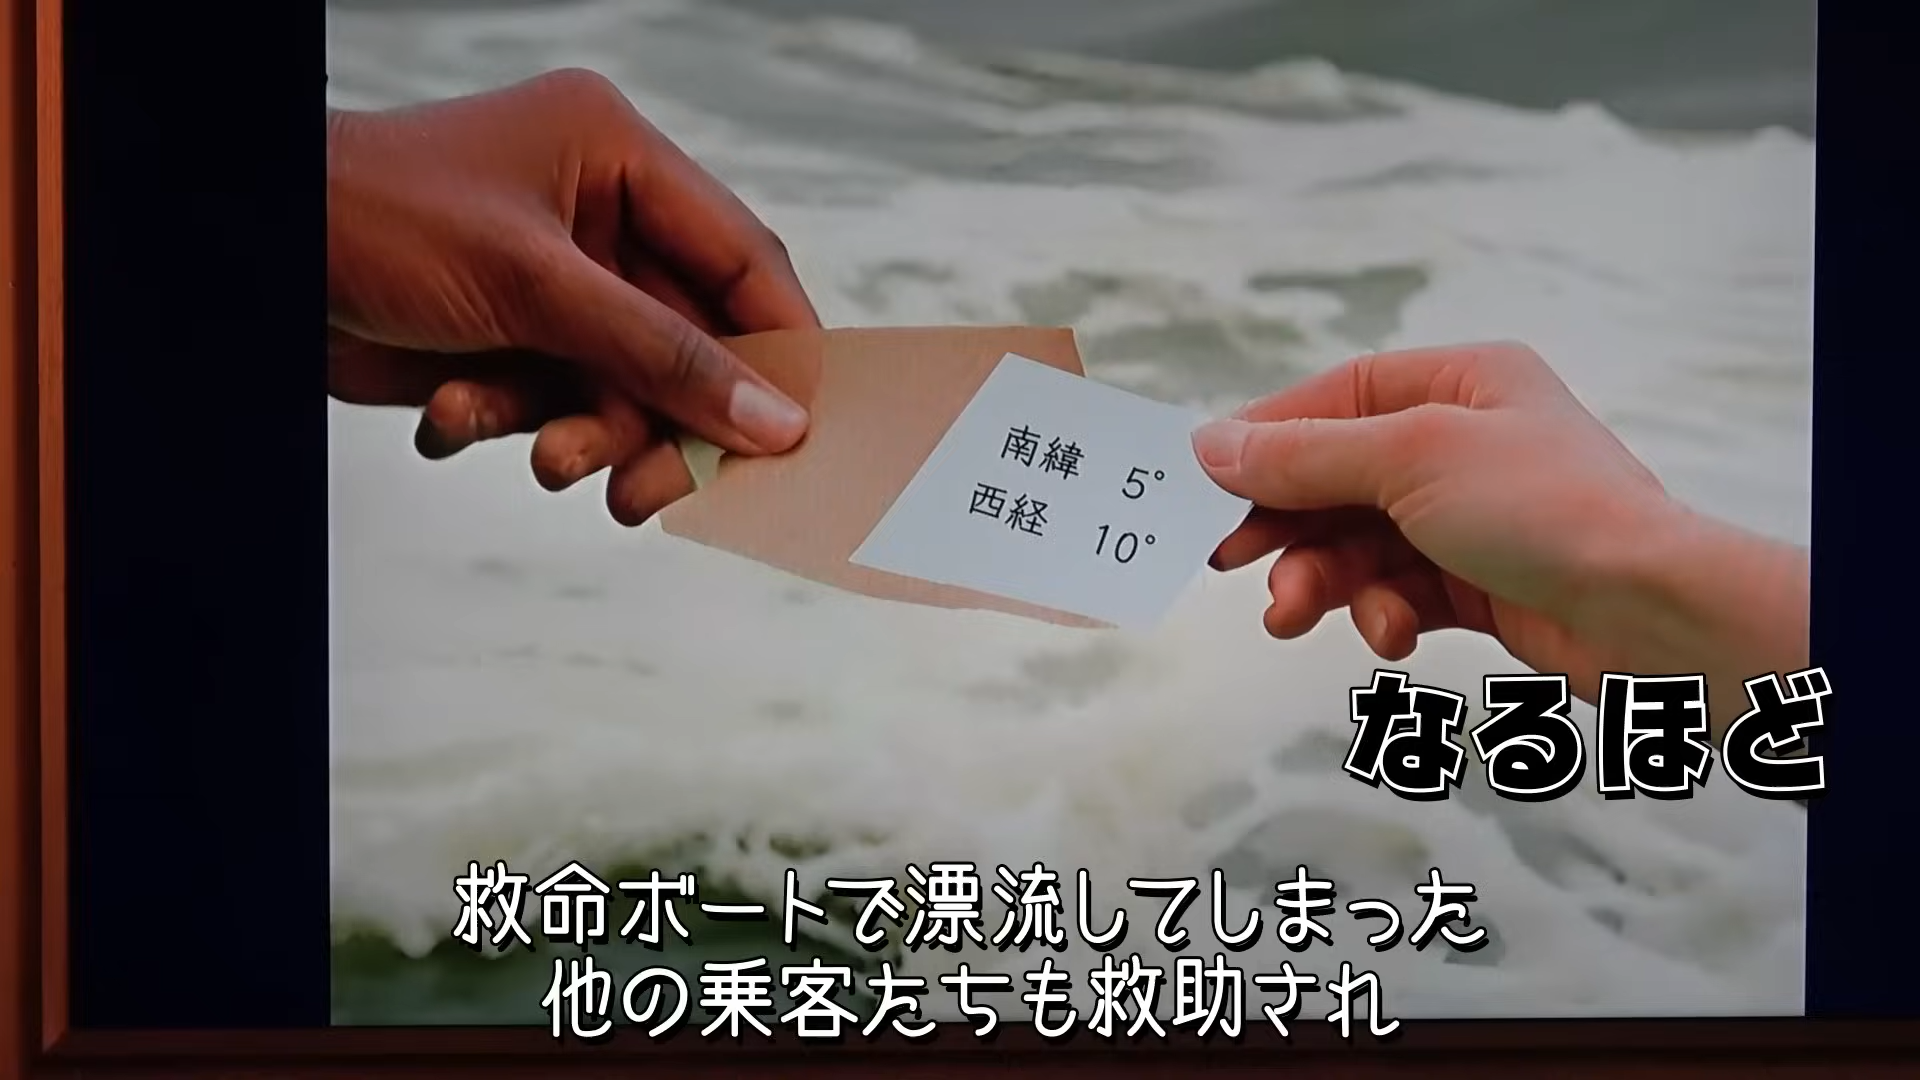 南緯 5°
西経 10°
なるほど
救命ボートで漂流してしまった
他の乗客たちも救助され